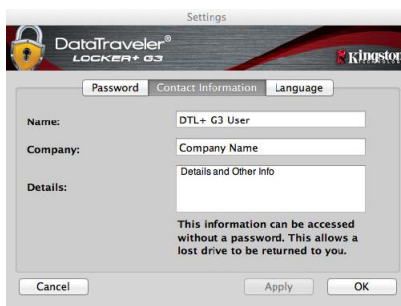 Settings
DataTraveler®
LOCKER+ G3
Kingston
TECHNOLOGY
Password Contact Information Language
Name: DTL+ G3 User
Company: Company Name
Details: Details and Other Info
This information can be accessed
without a password. This allows a
lost drive to be returned to you.
Cancel Apply OK